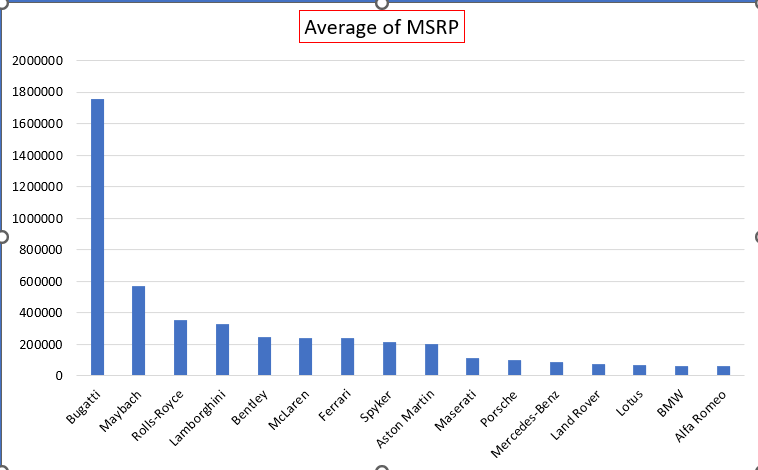 Average of MSRP
2000000
1800000
1600000
1400000
1200000
1000000
800000
600000
400000
200000
0
Bugatti
Maybach
Rolls-Royce
Lamborghini
Bentley
McLaren
Ferrari
Spyker
Aston Martin
Maserati
Porsche
Mercedes-Benz
Land Rover
Lotus
BMW
Alfa Romeo